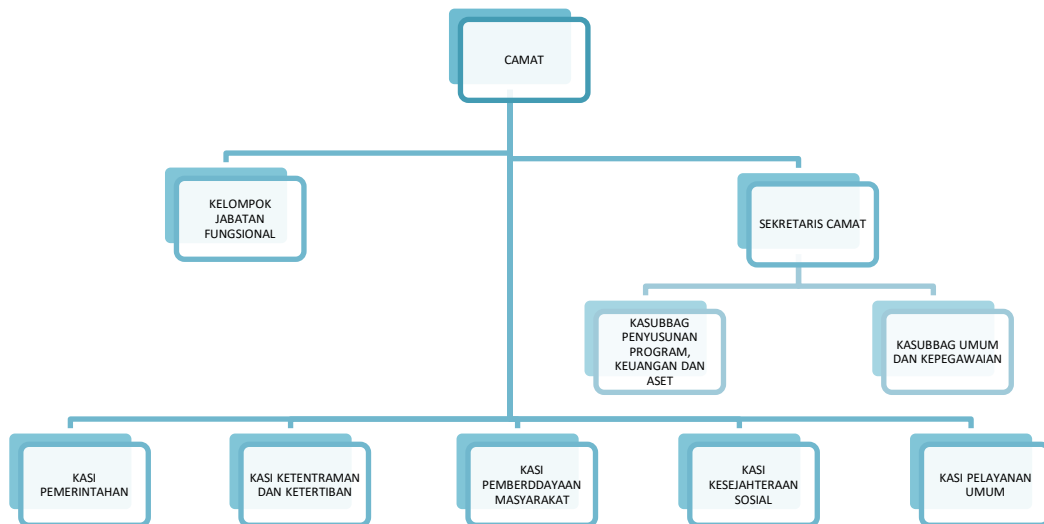 CAMAT
KELOMPOK
JABATAN
FUNGSIONAL
SEKRETARIS CAMAT
KASUBBAG
PENYUSUNAN
PROGRAM,
KEUANGAN DAN
ASET
KASUBBAG UMUM
DAN KEPEGAWAIAN
KASI
PEMERINTAHAN
KASI KETENTRAMAN
DAN KETERTIBAN
KASI
PEMBERDDAYAAN
MASYARAKAT
KASI
KESEJAHTERAAN
SOSIAL
KASI PELAYANAN
UMUM